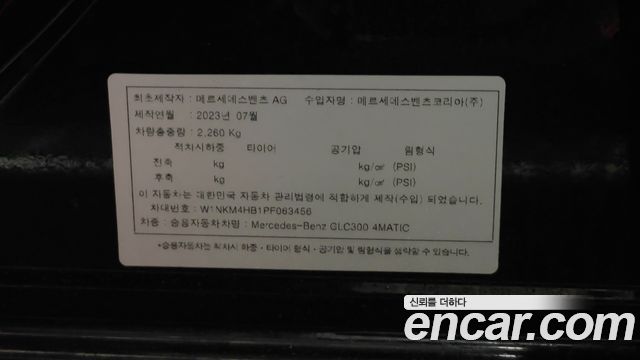 최초제작자 : 메르세데스벤츠 AG 수입자명 : 메르세데스벤츠코리아(주)
제작연월 : 2023년 07월
차량총중량 : 2,260 Kg
적차시하중 타이어 공기압 림형식
전축 kg kg/㎠ (PSI)
후축 kg kg/㎠ (PSI)
이 자동차는 대한민국 자동차 관리법령에 적합하게 제작(수입) 되었습니다.
차대번호 : W1NKM4HB1PF063456
차종 : 승용자동차차명 : Mercedes-Benz GLC300 4MATIC
*승용자동차는 적차시 하중 · 타이어 형식 · 공기압 및 림형식을 생략할 수 있습니다.
신뢰를 더하다
encar.com